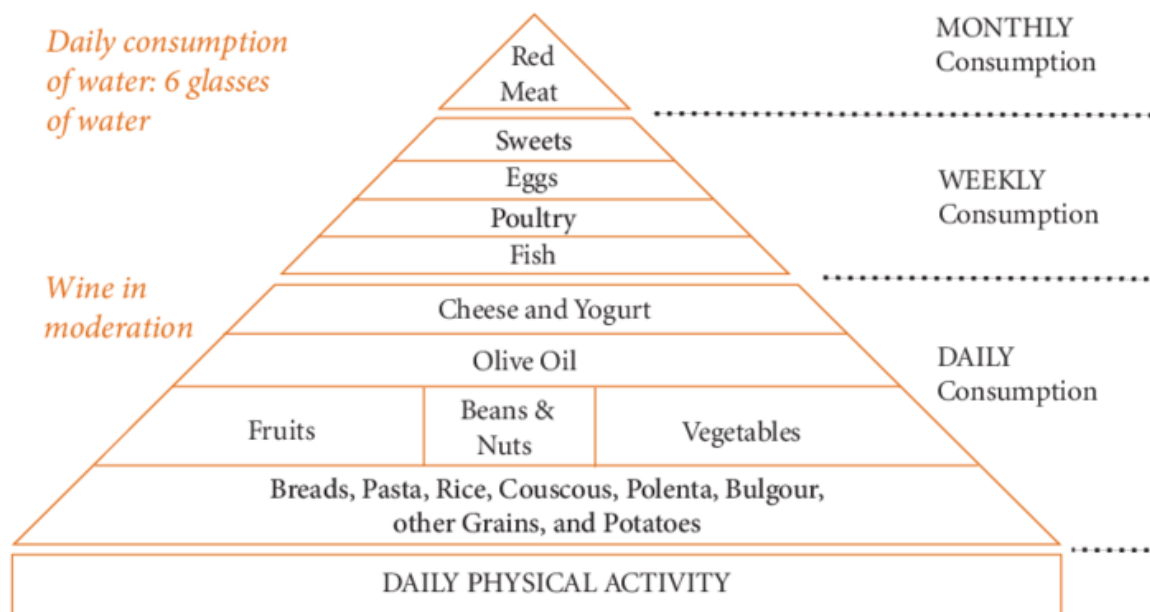 Daily consumption
of water: 6 glasses
of water
Wine in
moderation
Red
Meat
Sweets
Eggs
Poultry
Fish
Cheese and Yogurt
Olive Oil
Fruits
Beans &
Nuts
Vegetables
Breads, Pasta, Rice, Couscous, Polenta, Bulgour,
other Grains, and Potatoes
DAILY PHYSICAL ACTIVITY
MONTHLY
Consumption
WEEKLY
Consumption
DAILY
Consumption